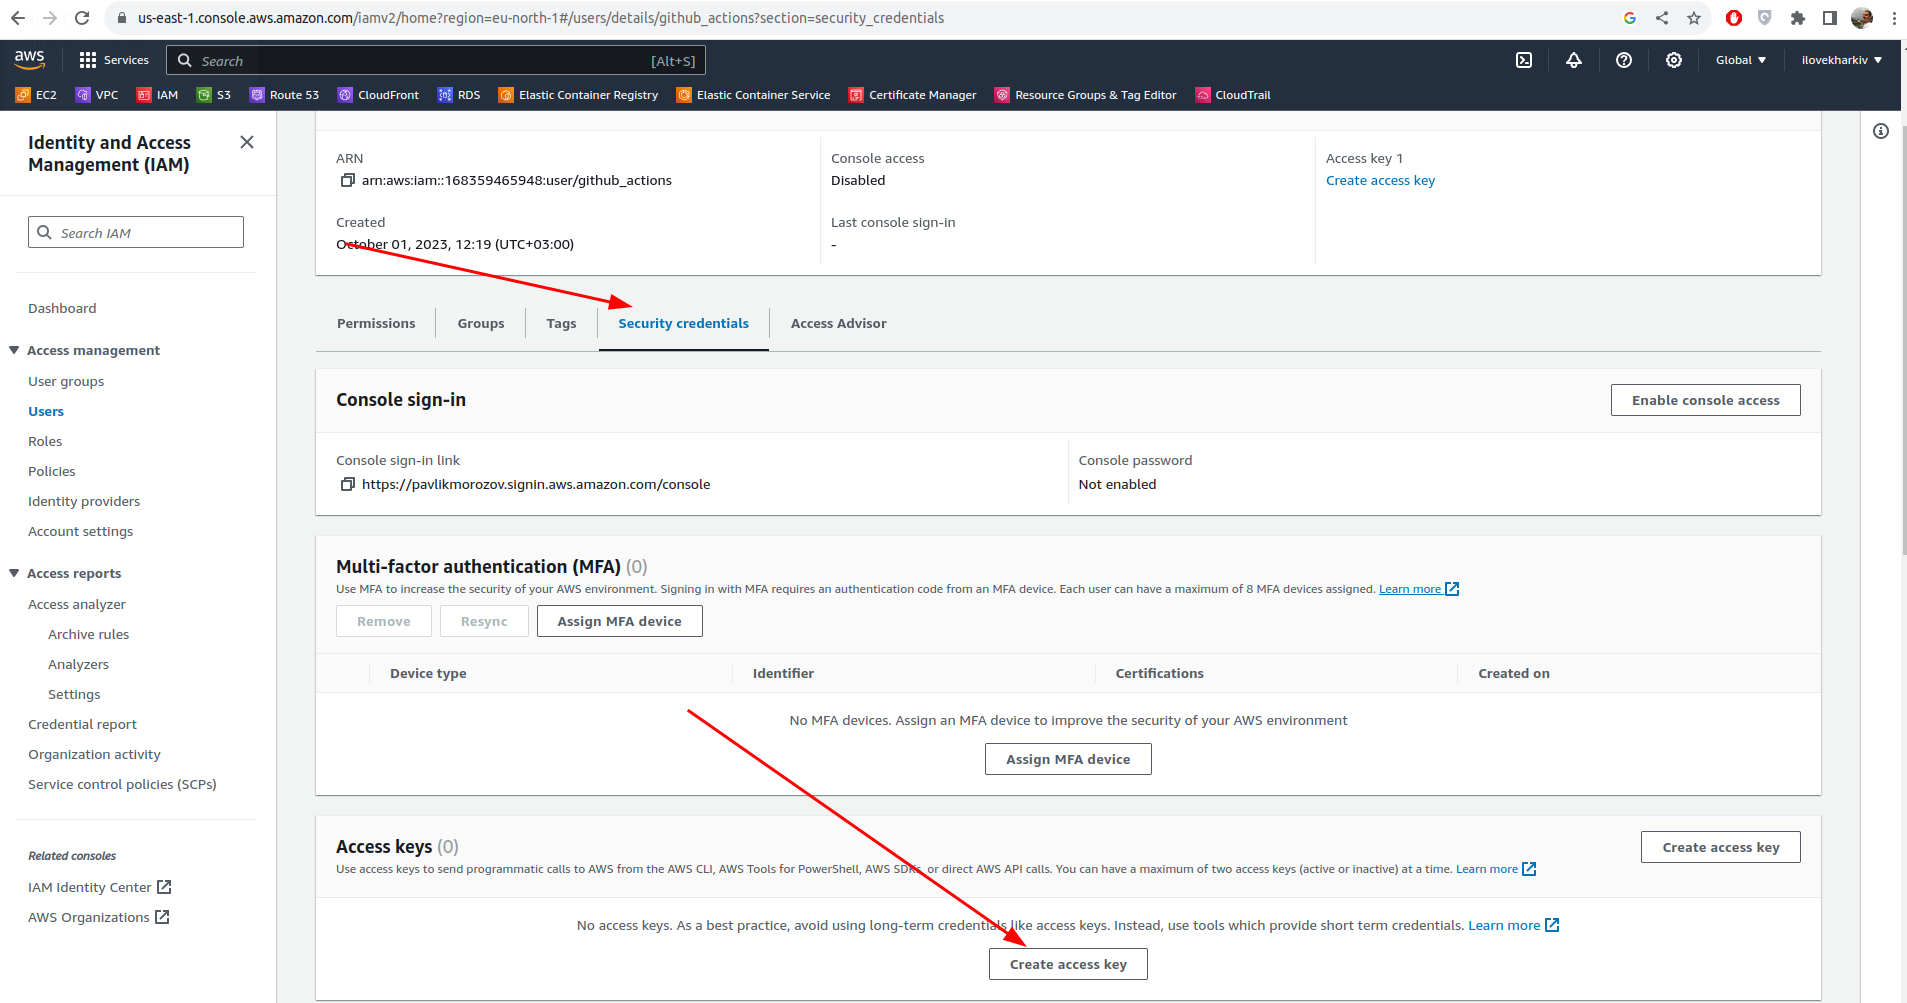 us-east-1.console.aws.amazon.com/iamv2/home?region=eu-north-1#/users/details/github_actions?section=security_credentials
aws Services Search [Alt+S] Global ilovekharkiv
EC2 VPC IAM S3 Route 53 CloudFront RDS Elastic Container Registry Elastic Container Service Certificate Manager Resource Groups & Tag Editor CloudTrail
Identity and Access
Management (IAM)
Search IAM
Dashboard
Access management
User groups
Users
Roles
Policies
Identity providers
Account settings
Access reports
Access analyzer
Archive rules
Analyzers
Settings
Credential report
Organization activity
Service control policies (SCPs)
Related consoles
IAM Identity Center
AWS Organizations
ARN
arn:aws:iam::168359465948:user/github_actions
Created
October 01, 2023, 12:19 (UTC+03:00)
Console access
Disabled
Last console sign-in
-
Access key 1
Create access key
Permissions Groups Tags Security credentials Access Advisor
Console sign-in
Enable console access
Console sign-in link
https://pavlikmorozov.signin.aws.amazon.com/console
Console password
Not enabled
Multi-factor authentication (MFA) (0)
Use MFA to increase the security of your AWS environment. Signing in with MFA requires an authentication code from an MFA device. Each user can have a maximum of 8 MFA devices assigned. Learn more
Remove Resync Assign MFA device
Device type Identifier Certifications Created on
No MFA devices. Assign an MFA device to improve the security of your AWS environment
Assign MFA device
Access keys (0)
Create access key
Use access keys to send programmatic calls to AWS from the AWS CLI, AWS Tools for PowerShell, AWS SDKs, or direct AWS API calls. You can have a maximum of two access keys (active or inactive) at a time. Learn more
No access keys. As a best practice, avoid using long-term credentials like access keys. Instead, use tools which provide short term credentials. Learn more
Create access key